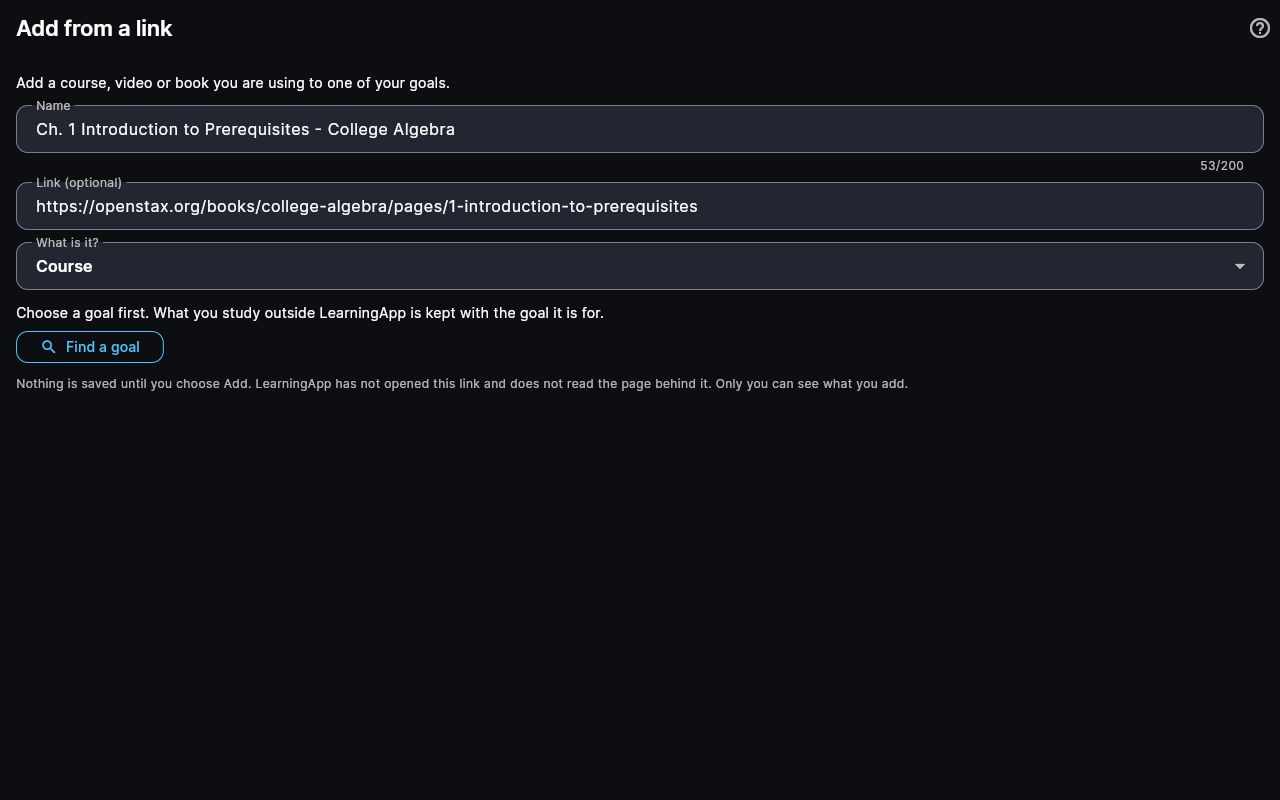 Add from a link
Add a course, video or book you are using to one of your goals.
Name
Ch. 1 Introduction to Prerequisites - College Algebra
53/200
Link (optional)
https://openstax.org/books/college-algebra/pages/1-introduction-to-prerequisites
What is it?
Course
Choose a goal first. What you study outside LearningApp is kept with the goal it is for.
Find a goal
Nothing is saved until you choose Add. LearningApp has not opened this link and does not read the page behind it. Only you can see what you add.